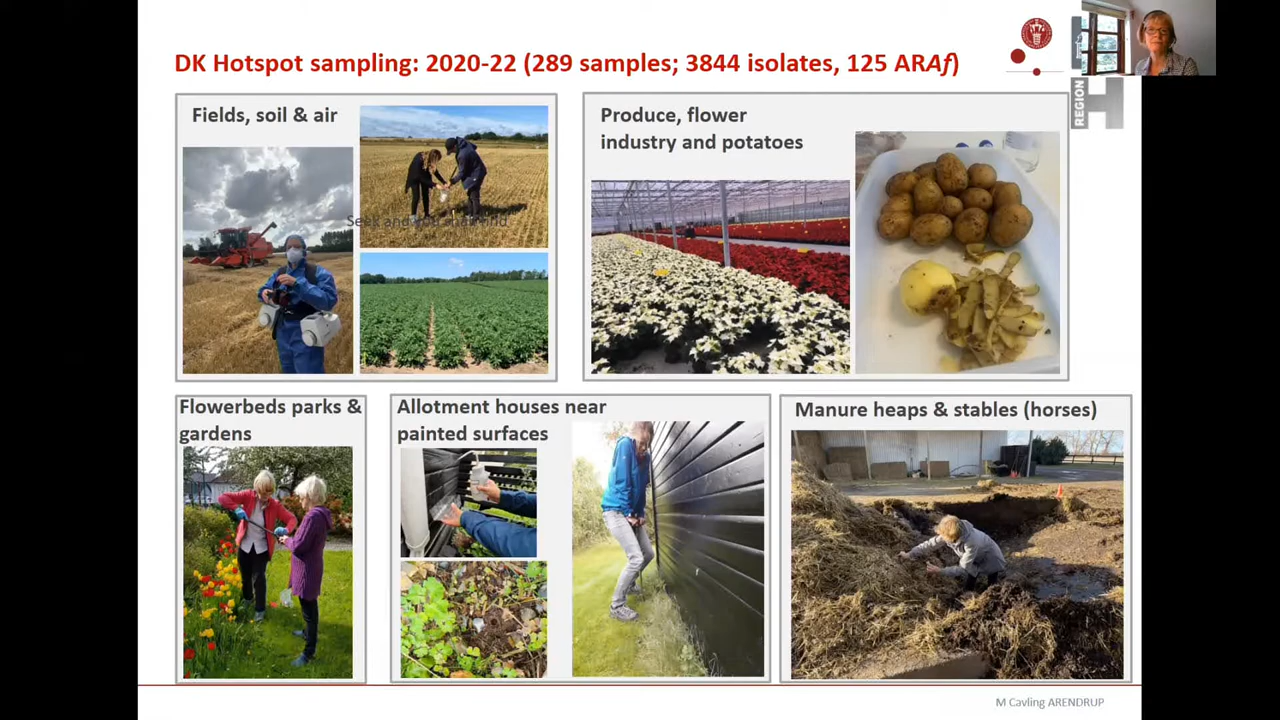 DK Hotspot sampling: 2020-22 (289 samples; 3844 isolates, 125 ARAf)
REGION
H
Fields, soil & air
Produce, flower
industry and potatoes
Flowerbeds parks &
gardens
Allotment houses near
painted surfaces
Manure heaps & stables (horses)
M Cavling ARENDRUP